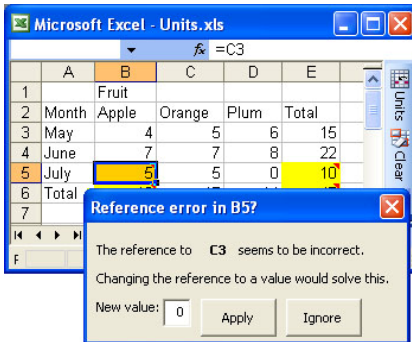 Microsoft Excel - Units.xls
fx =C3
A B C D E
1 Fruit
2 Month Apple Orange Plum Total
3 May 4 5 6 15
4 June 7 7 8 22
5 July 5 5 0 10
6 Total
7
Units
Clear
F
Reference error in B5?
The reference to C3 seems to be incorrect.
Changing the reference to a value would solve this.
New value: 0 Apply Ignore